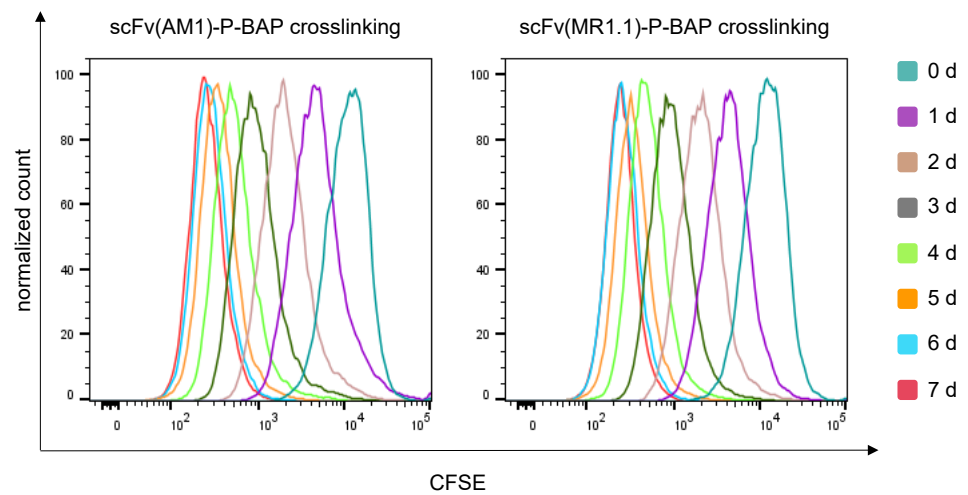 scFv(AM1)-P-BAP crosslinking
scFv(MR1.1)-P-BAP crosslinking
normalized count
100
80
60
40
20
0
0
10^2
10^3
10^4
10^5
100
80
60
40
20
0
0
10^2
10^3
10^4
10^5
CFSE
0 d
1 d
2 d
3 d
4 d
5 d
6 d
7 d